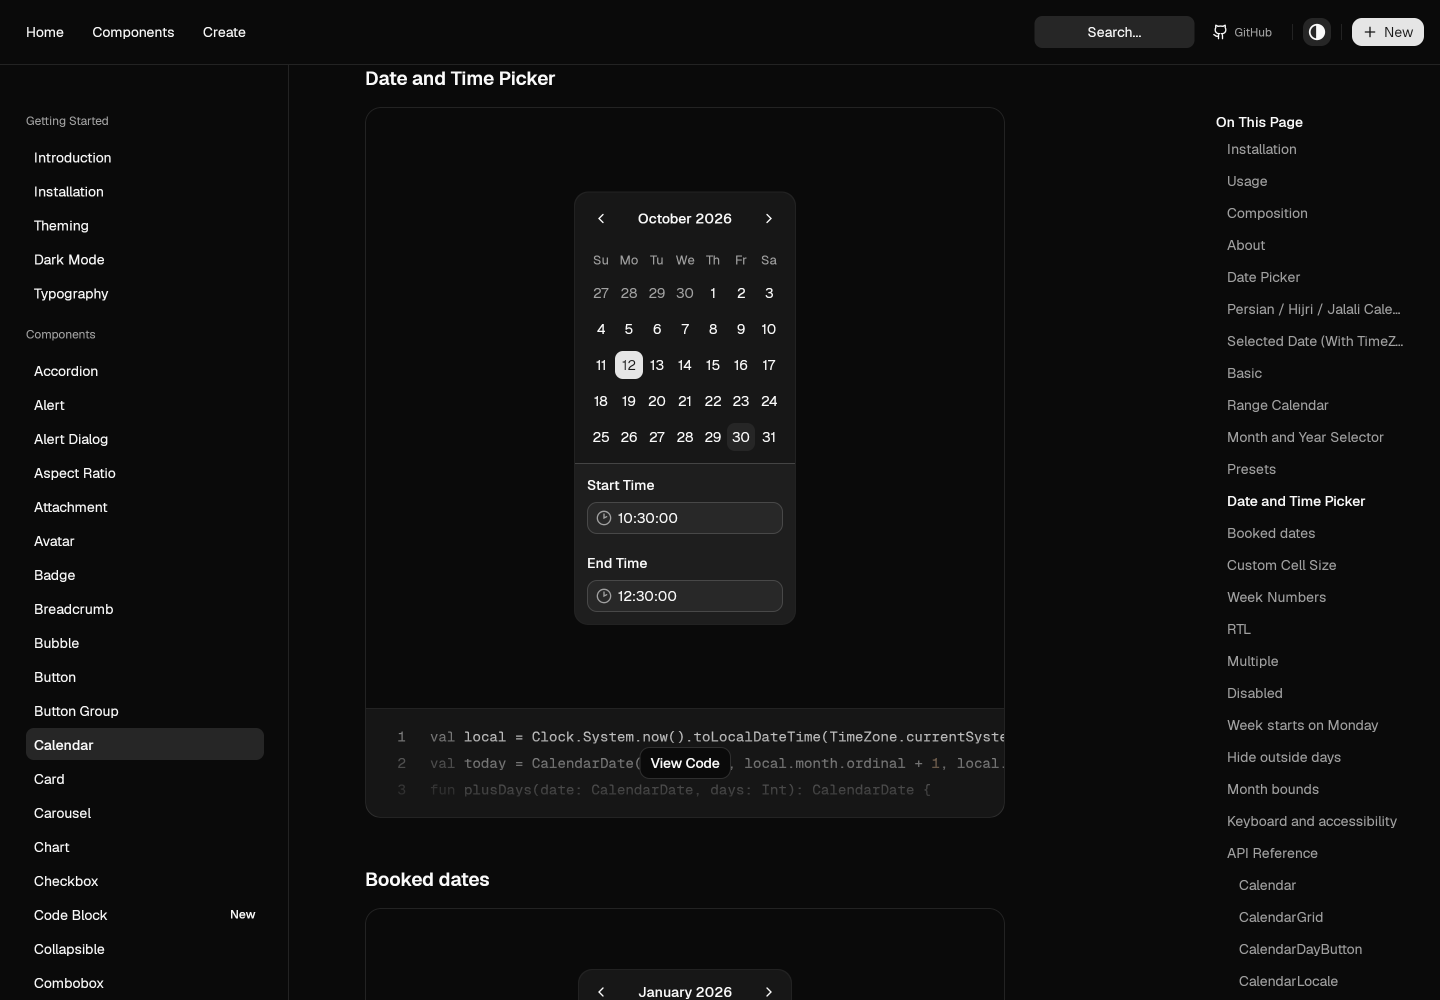 Home Components Create Search... GitHub New
Getting Started
Introduction
Installation
Theming
Dark Mode
Typography
Components
Accordion
Alert
Alert Dialog
Aspect Ratio
Attachment
Avatar
Badge
Breadcrumb
Bubble
Button
Button Group
Calendar
Card
Carousel
Chart
Checkbox
Code Block New
Collapsible
Combobox
Date and Time Picker
October 2026
Su Mo Tu We Th Fr Sa
27 28 29 30 1 2 3
4 5 6 7 8 9 10
11 12 13 14 15 16 17
18 19 20 21 22 23 24
25 26 27 28 29 30 31
Start Time
10:30:00
End Time
12:30:00
1 val local = Clock.System.now().toLocalDateTime(TimeZone.currentSyste
2 val today = CalendarDate( , local.month.ordinal + 1, local.
View Code
3 fun plusDays(date: CalendarDate, days: Int): CalendarDate {
Booked dates
January 2026
On This Page
Installation
Usage
Composition
About
Date Picker
Persian / Hijri / Jalali Cale...
Selected Date (With TimeZ...
Basic
Range Calendar
Month and Year Selector
Presets
Date and Time Picker
Booked dates
Custom Cell Size
Week Numbers
RTL
Multiple
Disabled
Week starts on Monday
Hide outside days
Month bounds
Keyboard and accessibility
API Reference
Calendar
CalendarGrid
CalendarDayButton
CalendarLocale